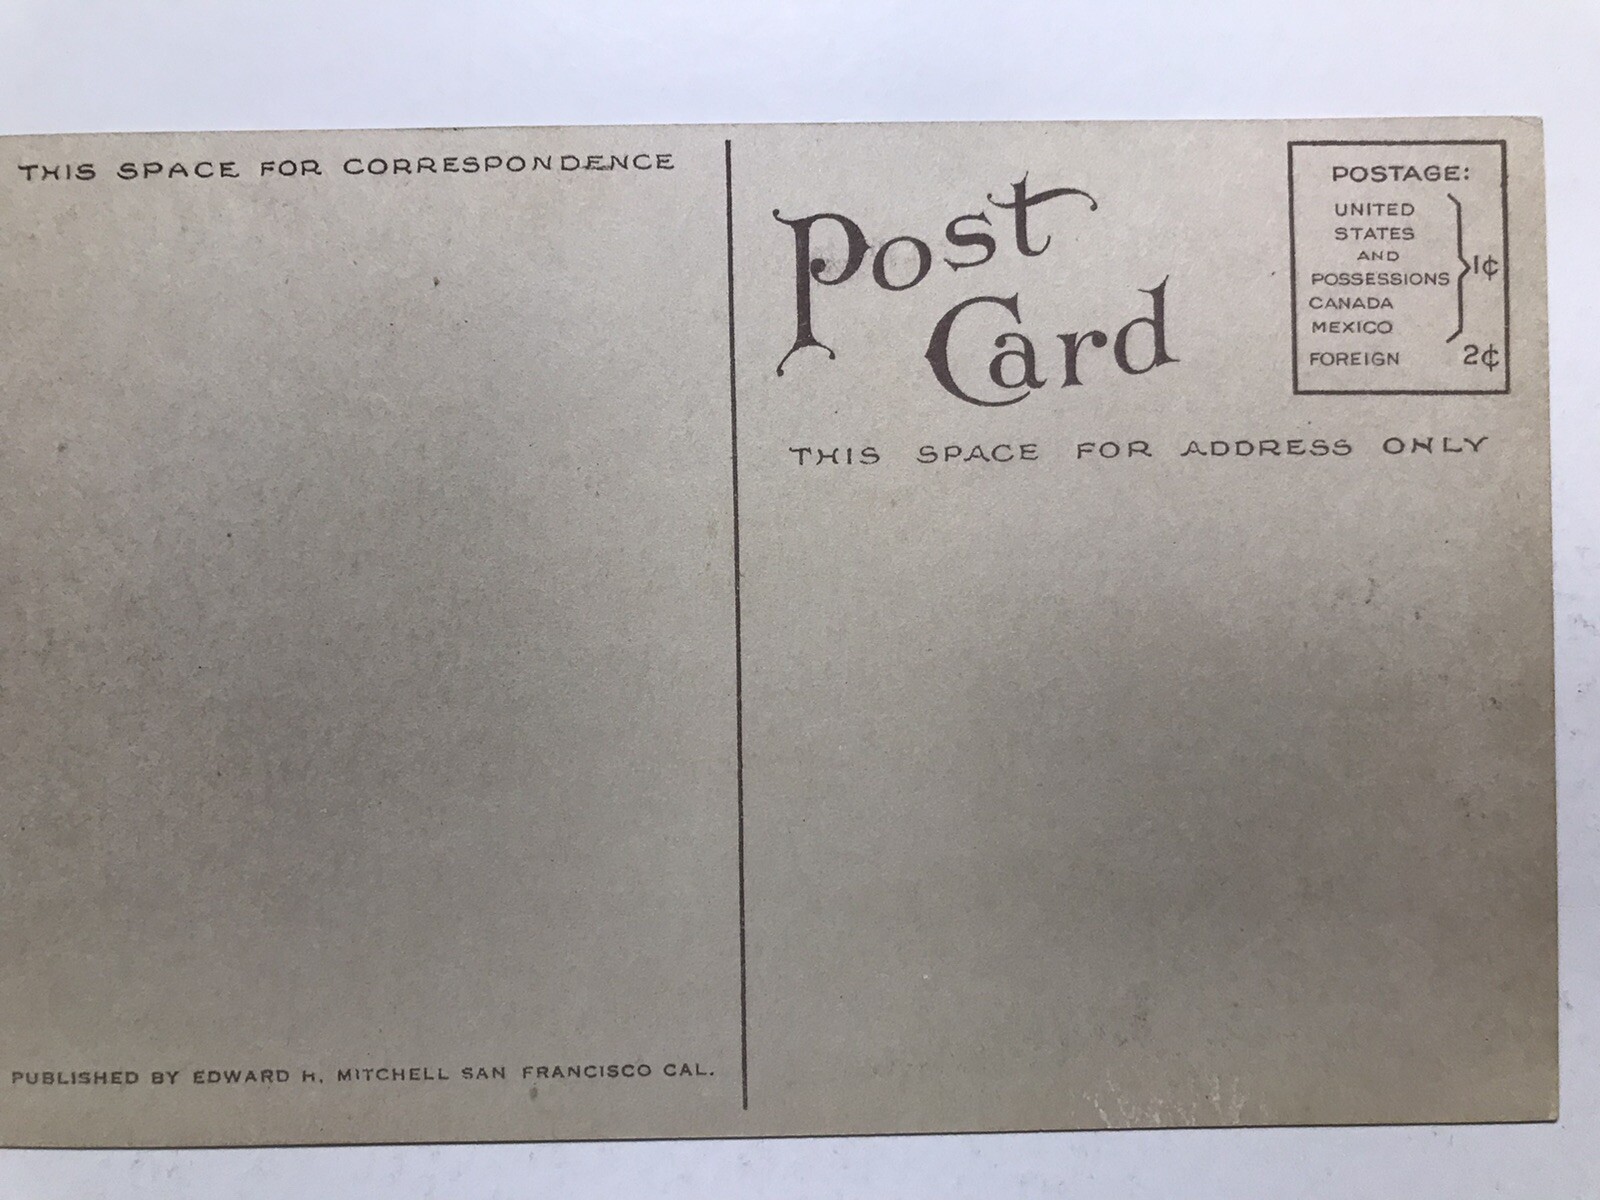 THIS SPACE FOR CORRESPONDENCE
Post
Card
POSTAGE:
UNITED
STATES
AND
POSSESSIONS
CANADA
MEXICO
1¢
FOREIGN 2¢
THIS SPACE FOR ADDRESS ONLY
PUBLISHED BY EDWARD H. MITCHELL SAN FRANCISCO CAL.